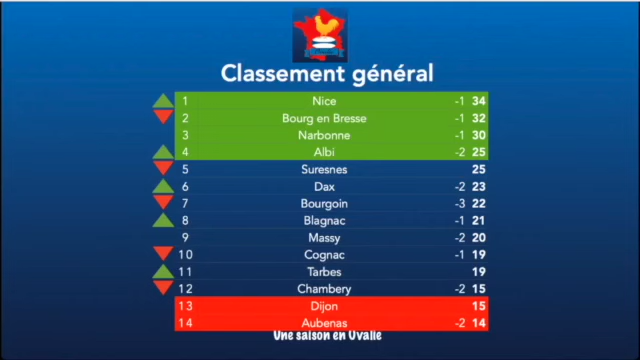 Classement général
1 Nice -1 34
2 Bourg en Bresse -1 32
3 Narbonne -1 30
4 Albi -2 25
5 Suresnes 25
6 Dax -2 23
7 Bourgoin -3 22
8 Blagnac -1 21
9 Massy -2 20
10 Cognac -1 19
11 Tarbes 19
12 Chambery -2 15
13 Dijon 15
14 Aubenas -2 14
Une saison en Ovalie